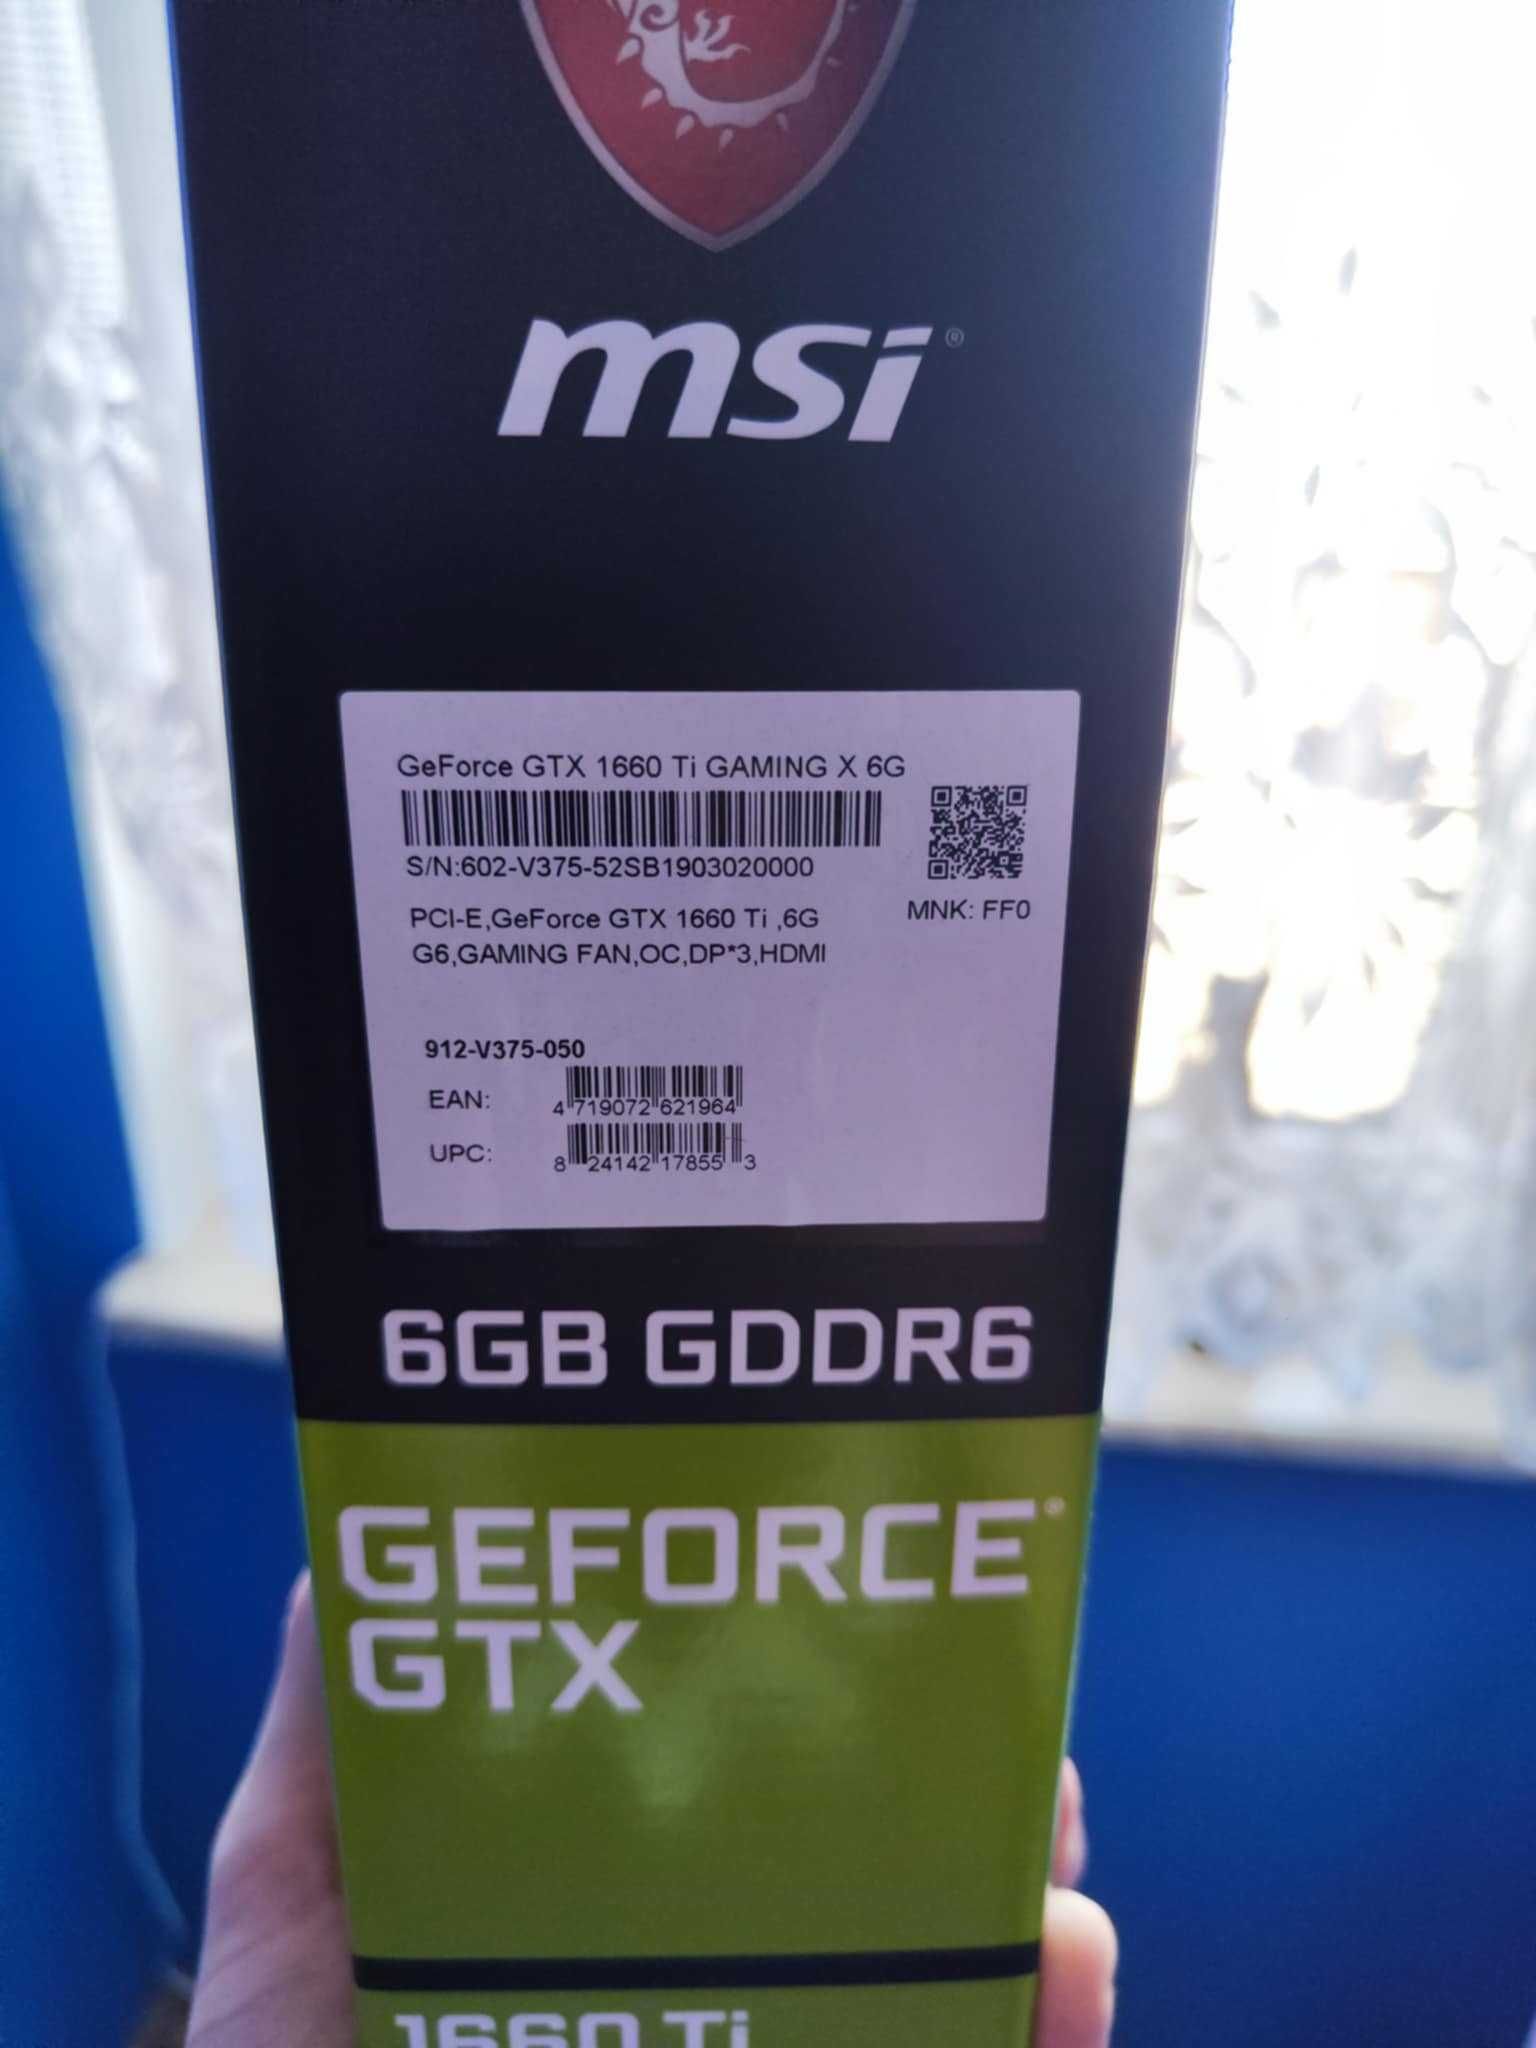 msi®
GeForce GTX 1660 Ti GAMING X 6G
S/N:602-V375-52SB1903020000
PCI-E,GeForce GTX 1660 Ti ,6G
G6,GAMING FAN,OC,DP*3,HDMI
MNK: FF0
912-V375-050
EAN:
4 719072 621964
UPC:
8 24142 17855 3
6GB GDDR6
GEFORCE®
GTX
1660 Ti